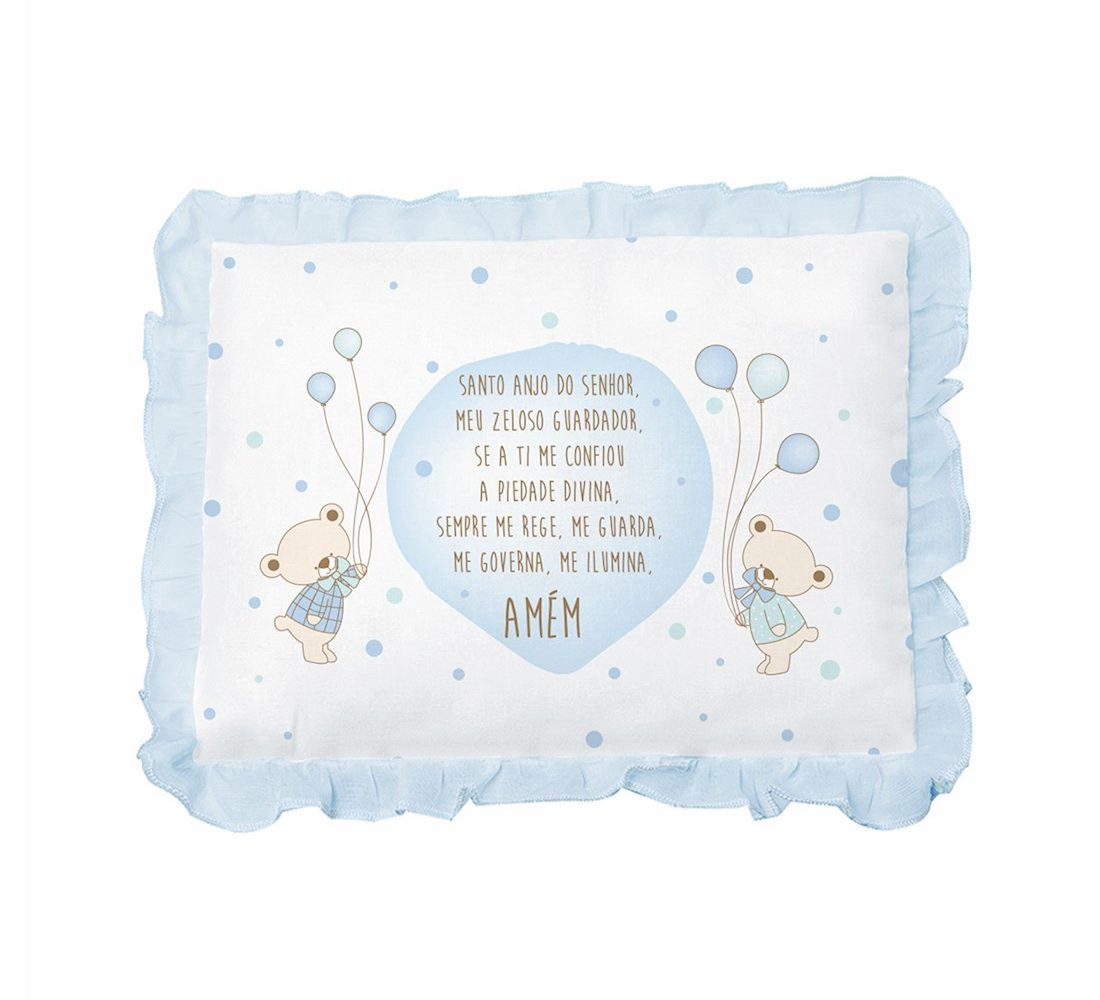 SANTO ANJO DO SENHOR,
MEU ZELOSO GUARDADOR,
SE A TI ME CONFIOU
A PIEDADE DIVINA,
SEMPRE ME REGE, ME GUARDA,
ME GOVERNA, ME ILUMINA,
AMÉM